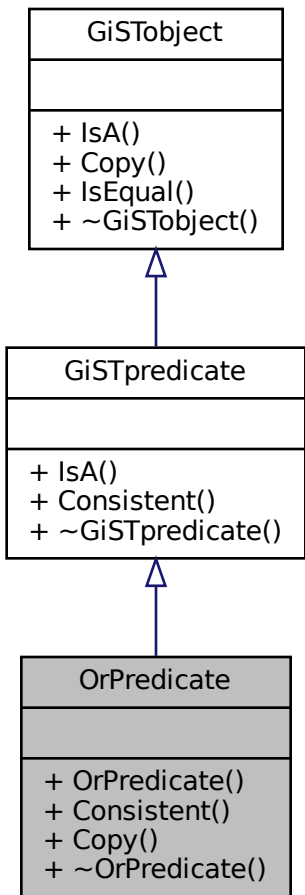 GiSTobject
+ IsA()
+ Copy()
+ IsEqual()
+ ~GiSTobject()
GiSTpredicate
+ IsA()
+ Consistent()
+ ~GiSTpredicate()
OrPredicate
+ OrPredicate()
+ Consistent()
+ Copy()
+ ~OrPredicate()